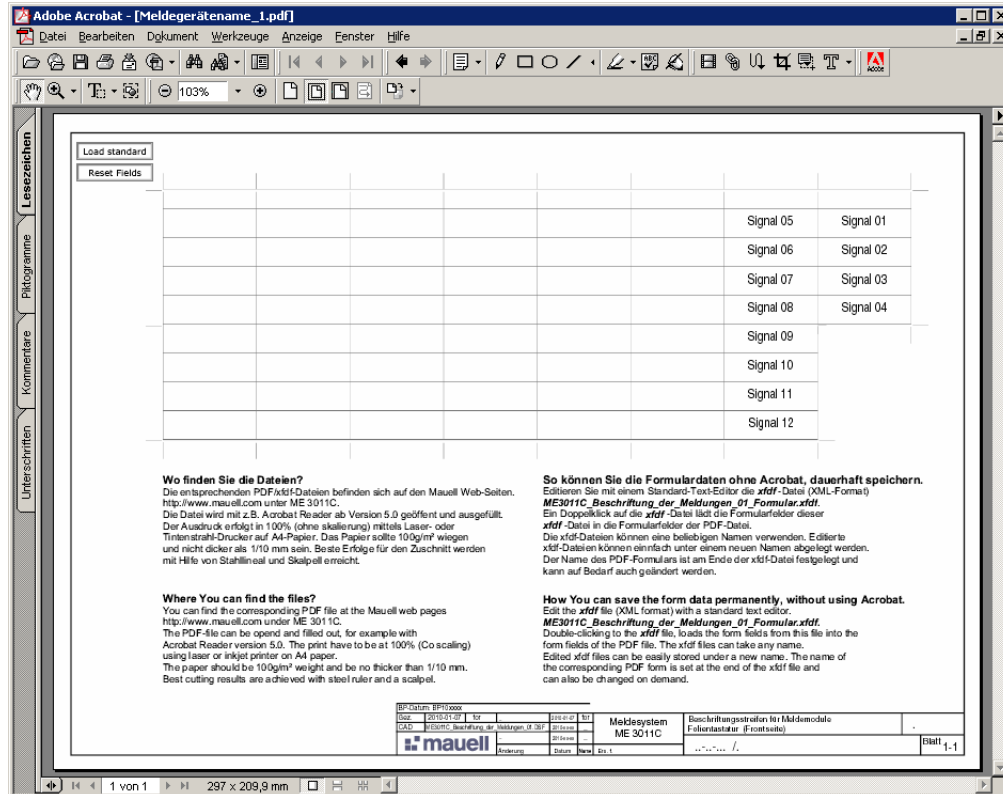 Adobe Acrobat - [Meldegerätename_1.pdf]
Datei Bearbeiten Dokument Werkzeuge Anzeige Fenster Hilfe
Adobe
103%
Lesezeichen
Piktogramme
Kommentare
Unterschriften
Load standard
Reset Fields
Signal 05 Signal 01
Signal 06 Signal 02
Signal 07 Signal 03
Signal 08 Signal 04
Signal 09
Signal 10
Signal 11
Signal 12
Wo finden Sie die Dateien?
Die entsprechenden PDF/xfdf-Dateien befinden sich auf den Mauell Web-Seiten.
http://www.mauell.com unter ME 3011C.
Die Datei wird mit z.B. Acrobat Reader ab Version 5.0 geöffent und ausgefüllt.
Der Ausdruck erfolgt in 100% (ohne skalierung) mittels Laser- oder
Tintenstrahl-Drucker auf A4-Papier. Das Papier sollte 100g/m² wiegen
und nicht dicker als 1/10 mm sein. Beste Erfolge für den Zuschnitt werden
mit Hilfe von Stahllineal und Skalpell erreicht.
Where You can find the files?
You can find the corresponding PDF file at the Mauell web pages
http://www.mauell.com under ME 3011C.
The PDF-file can be opend and filled out, for example with
Acrobat Reader version 5.0. The print have to be at 100% (Co scaling)
using laser or inkjet printer on A4 paper.
The paper should be 100g/m² weight and be no thicker than 1/10 mm.
Best cutting results are achieved with steel ruler and a scalpel.
So können Sie die Formulardaten ohne Acrobat, dauerhaft speichern.
Editieren Sie mit einem Standard-Text-Editor die xfdf -Datei (XML-Format)
ME3011C_Beschriftung_der_Meldungen_01_Formular.xfdf.
Ein Doppelklick auf die xfdf -Datei lädt die Formularfelder dieser
xfdf -Datei in die Formularfelder der PDF-Datei.
Die xfdf-Dateien können eine beliebigen Namen verwenden. Editierte
xfdf-Dateien können einnfach unter einem neuen Namen abgelegt werden.
Der Name des PDF-Formulars ist am Ende der xfdf-Datei festgelegt und
kann auf Bedarf auch geändert werden.
How You can save the form data permanently, without using Acrobat.
Edit the xfdf file (XML format) with a standard text editor.
ME3011C_Beschriftung_der_Meldungen_01_Formular.xfdf.
Double-clicking to the xfdf file, loads the form fields from this file into the
form fields of the PDF file. The xfdf files can take any name.
Edited xfdf files can be easily stored under a new name. The name of
the corresponding PDF form is set at the end of the xfdf file and
can also be changed on demand.
BP-Datum: BP10xxxx
Gez. 2010-01-07 tor
2010-01-07 tor
CAD ME3011C_Beschriftung_der_Meldungen_01.DSF
mauell
Änderung Datum Name Ers. f.
Meldesystem
ME 3011C
Beschriftungsstreifen für Meldemodule
Folientastatur (Frontseite)
..-..-... /.
Blatt 1-1
1 von 1
297 x 209,9 mm